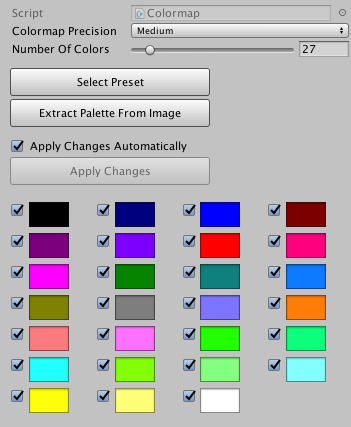 Script Colormap
Colormap Precision Medium
Number Of Colors 27
Select Preset
Extract Palette From Image
Apply Changes Automatically
Apply Changes